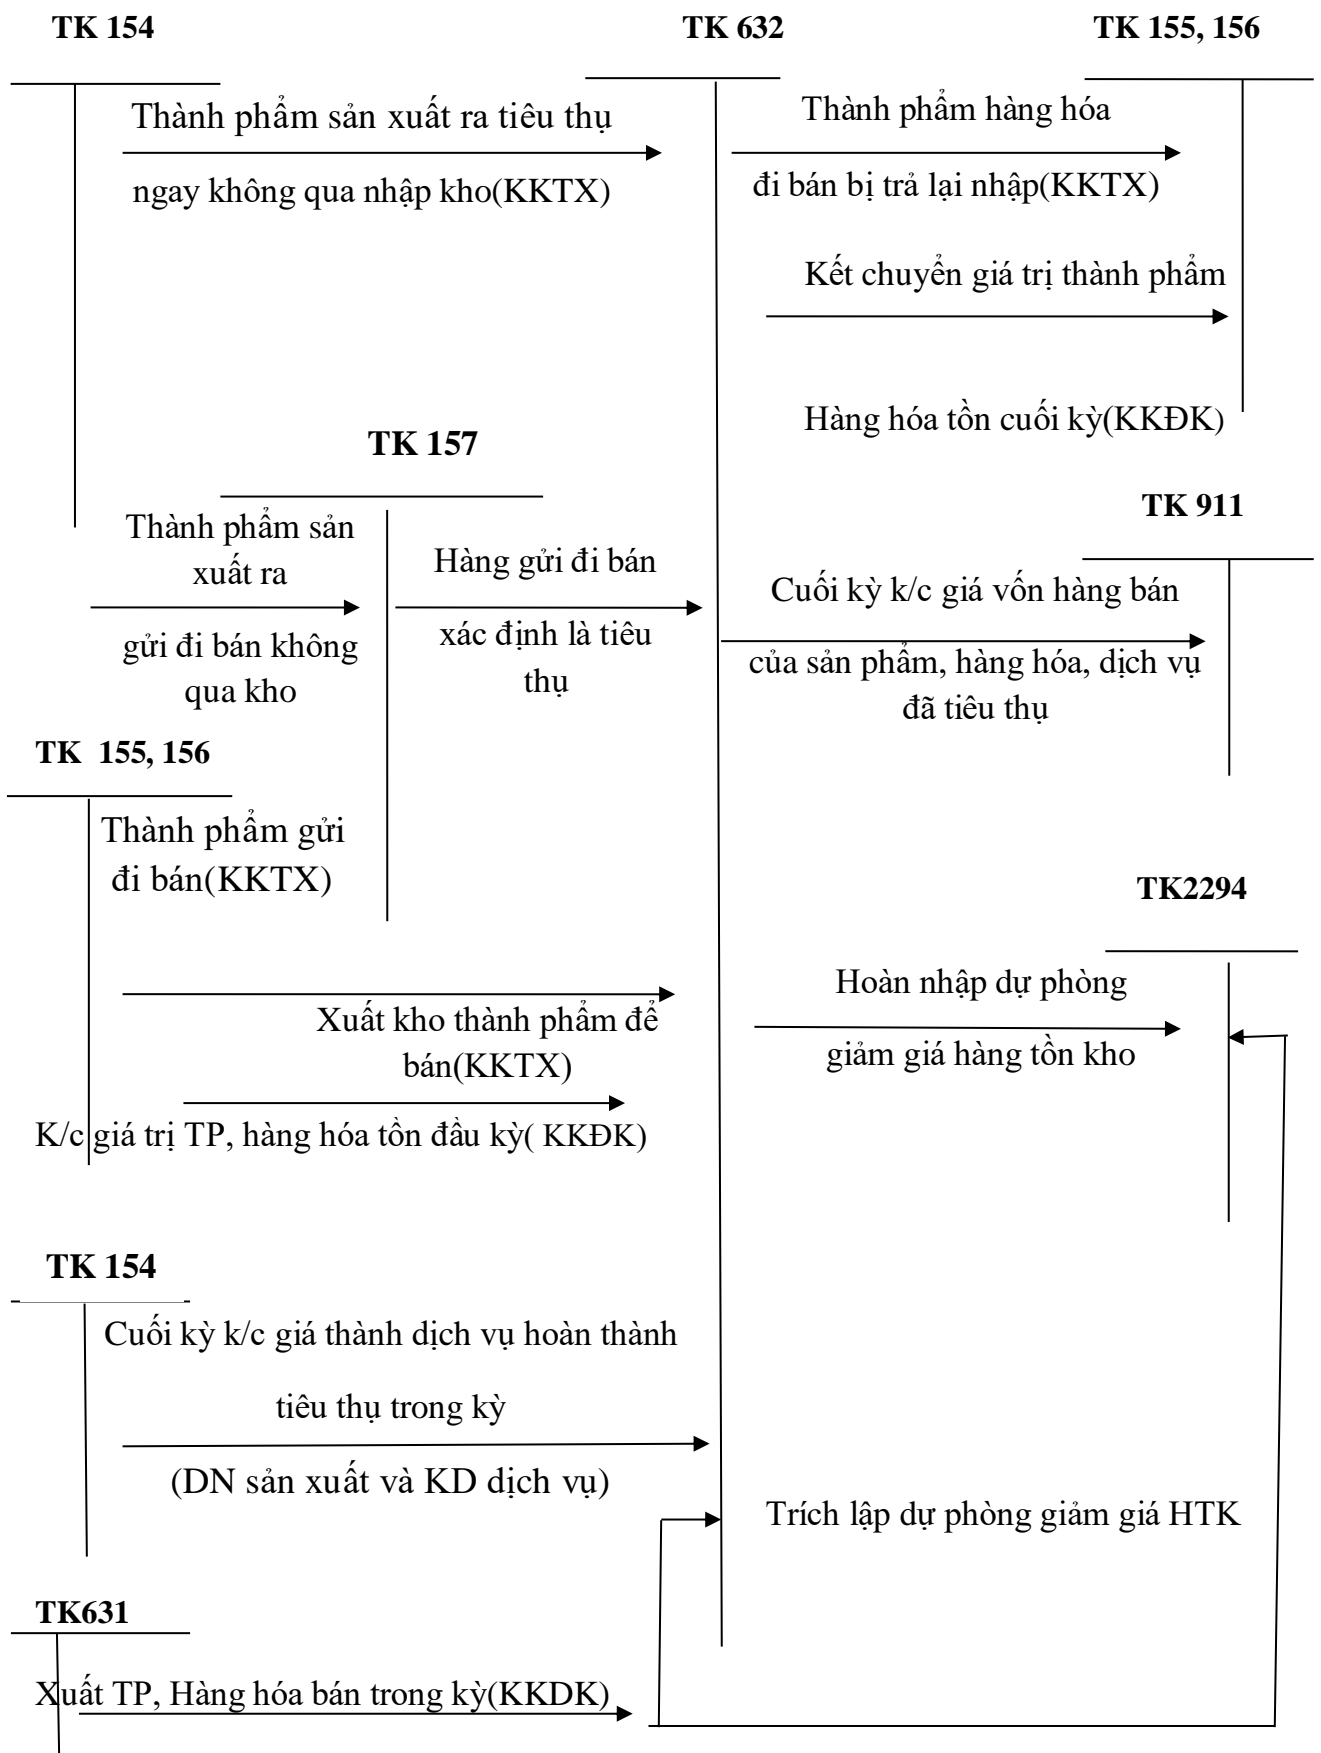 TK 154
TK 632
TK 155, 156
Thành phẩm sản xuất ra tiêu thụ
ngay không qua nhập kho(KKTX)
Thành phẩm hàng hóa
đi bán bị trả lại nhập(KKTX)
Kết chuyển giá trị thành phẩm
Hàng hóa tồn cuối kỳ(KKĐK)
TK 157
TK 911
Thành phẩm sản
xuất ra
gửi đi bán không
qua kho
Hàng gửi đi bán
xác định là tiêu
thụ
Cuối kỳ k/c giá vốn hàng bán
của sản phẩm, hàng hóa, dịch vụ
đã tiêu thụ
TK 155, 156
Thành phẩm gửi
đi bán(KKTX)
TK2294
Xuất kho thành phẩm để
bán(KKTX)
Hoàn nhập dự phòng
giảm giá hàng tồn kho
K/c giá trị TP, hàng hóa tồn đầu kỳ( KKĐK)
TK 154
Cuối kỳ k/c giá thành dịch vụ hoàn thành
tiêu thụ trong kỳ
(DN sản xuất và KD dịch vụ)
Trích lập dự phòng giảm giá HTK
TK631
Xuất TP, Hàng hóa bán trong kỳ(KKDK)